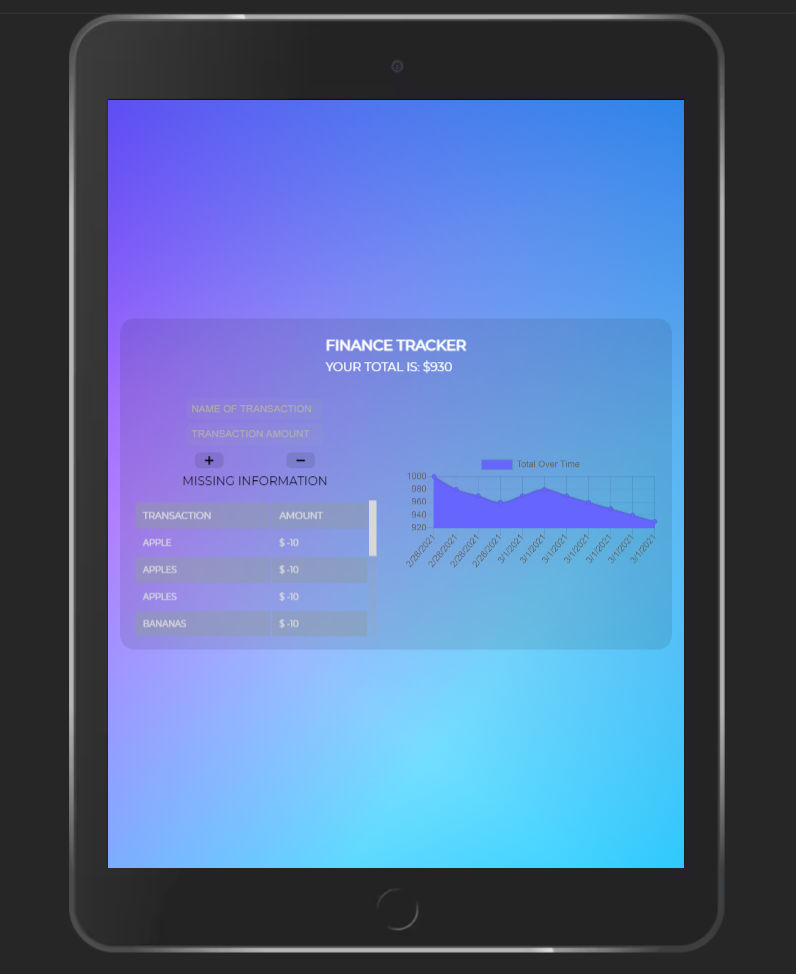 FINANCE TRACKER
YOUR TOTAL IS: $930
NAME OF TRANSACTION
TRANSACTION AMOUNT
+ −
MISSING INFORMATION
TRANSACTION AMOUNT
APPLE $ -10
APPLES $ -10
APPLES $ -10
BANANAS $ -10
Total Over Time
1000
980
960
940
920
2/28/2021 2/28/2021 2/28/2021 2/28/2021 3/1/2021 3/1/2021 3/1/2021 3/1/2021 3/1/2021 3/1/2021 3/1/2021